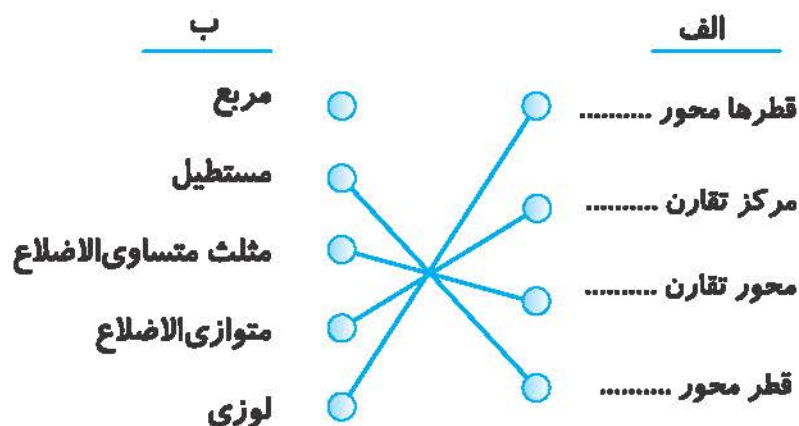 الف
قطرها محور ..........
مرکز تقارن ..........
محور تقارن ..........
قطر محور ..........
ب
مربع
مستطیل
مثلث متساوی‌الاضلاع
متوازی‌الاضلاع
لوزی